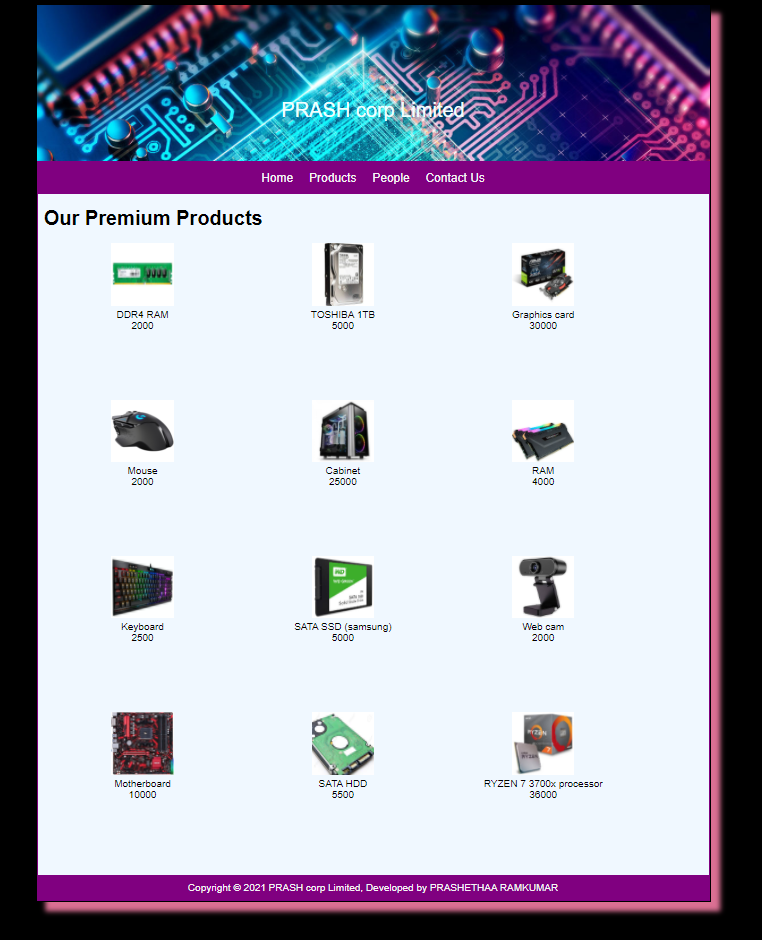 PRASH corp Limited
Home Products People Contact Us
Our Premium Products
DDR4 RAM
2000
TOSHIBA 1TB
5000
Graphics card
30000
Mouse
2000
Cabinet
25000
RAM
4000
Keyboard
2500
SATA SSD (samsung)
5000
Web cam
2000
Motherboard
10000
SATA HDD
5500
RYZEN 7 3700x processor
36000
Copyright © 2021 PRASH corp Limited, Developed by PRASHETHAA RAMKUMAR